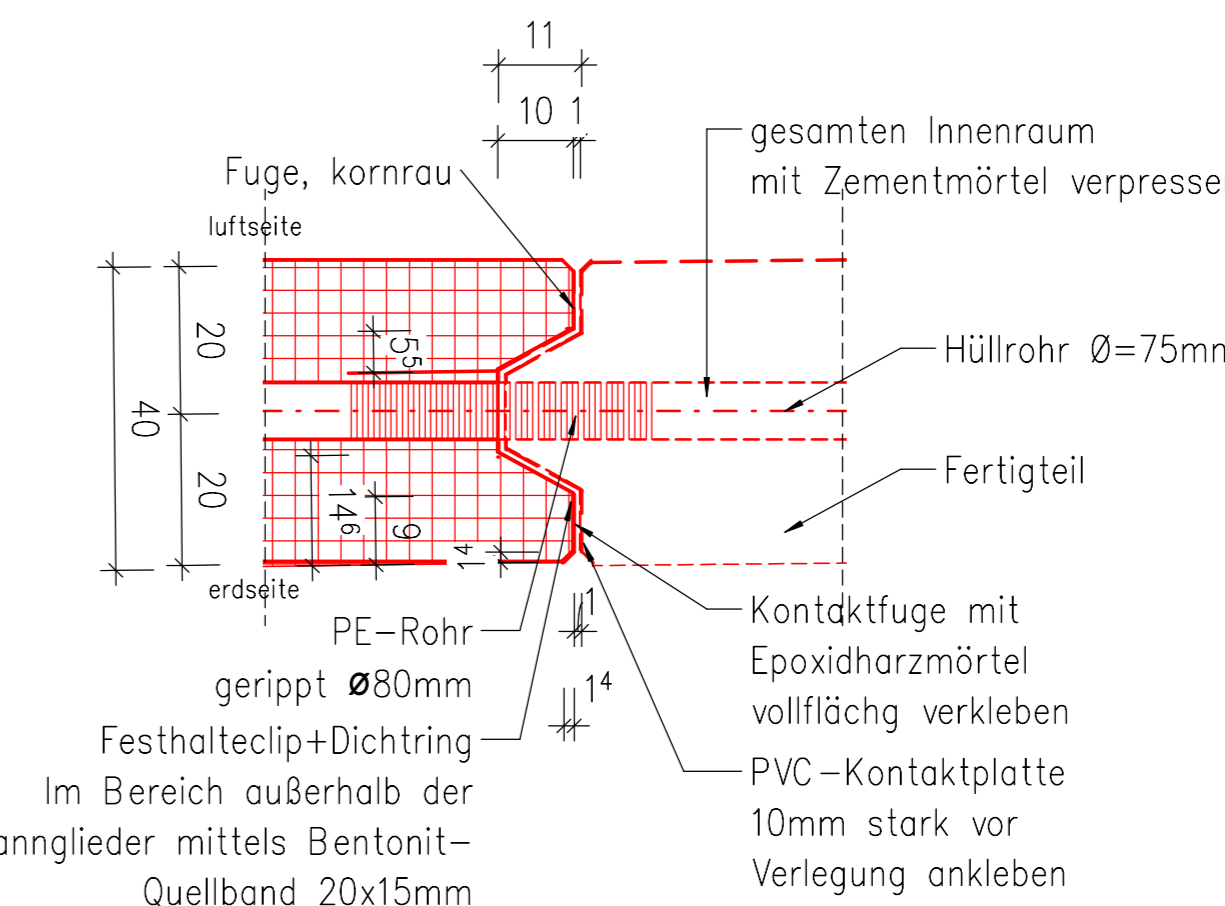 11
10 1
gesamten Innenraum
mit Zementmörtel verpresse
Fuge, kornrau
luftseite
20
5⁵
40
Hüllrohr Ø=75mm
20
14⁶
9
1⁴
Fertigteil
erdseite
1
1⁴
PE-Rohr
gerippt Ø80mm
Festhalteclip+Dichtring
Im Bereich außerhalb der
annglieder mittels Bentonit-
Quellband 20x15mm
Kontaktfuge mit
Epoxidharzmörtel
vollflächg verkleben
PVC-Kontaktplatte
10mm stark vor
Verlegung ankleben